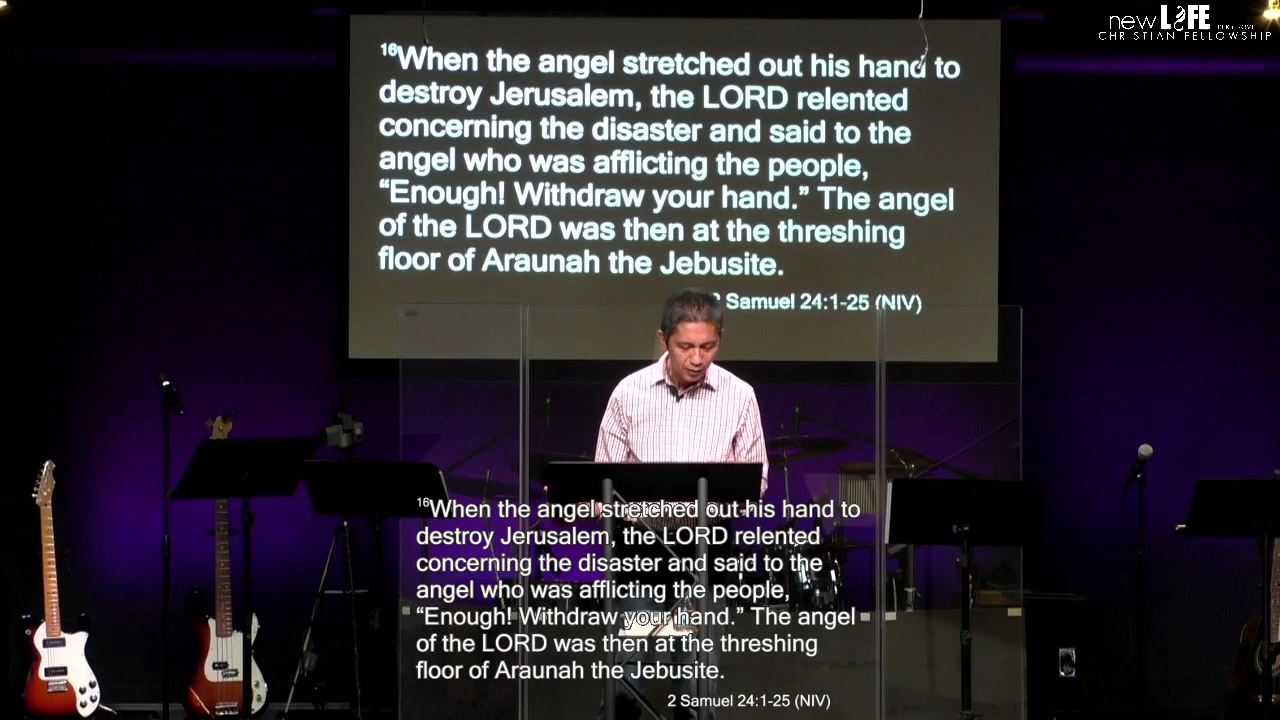 newLIFE
CHRISTIAN FELLOWSHIP
16When the angel stretched out his hand to
destroy Jerusalem, the LORD relented
concerning the disaster and said to the
angel who was afflicting the people,
“Enough! Withdraw your hand.” The angel
of the LORD was then at the threshing
floor of Araunah the Jebusite.
2 Samuel 24:1-25 (NIV)
16When the angel stretched out his hand to
destroy Jerusalem, the LORD relented
concerning the disaster and said to the
angel who was afflicting the people,
“Enough! Withdraw your hand.” The angel
of the LORD was then at the threshing
floor of Araunah the Jebusite.
2 Samuel 24:1-25 (NIV)